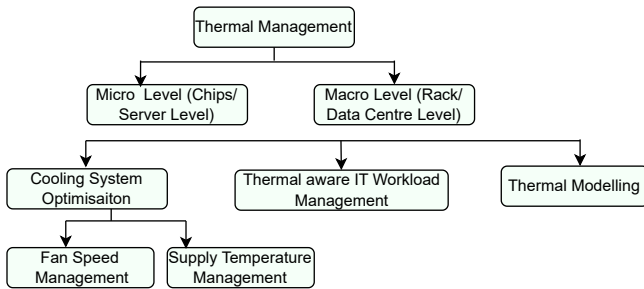 Thermal Management
Micro Level (Chips/
Server Level)
Macro Level (Rack/
Data Centre Level)
Cooling System
Optimisaiton
Thermal aware IT Workload
Management
Thermal Modelling
Fan Speed
Management
Supply Temperature
Management